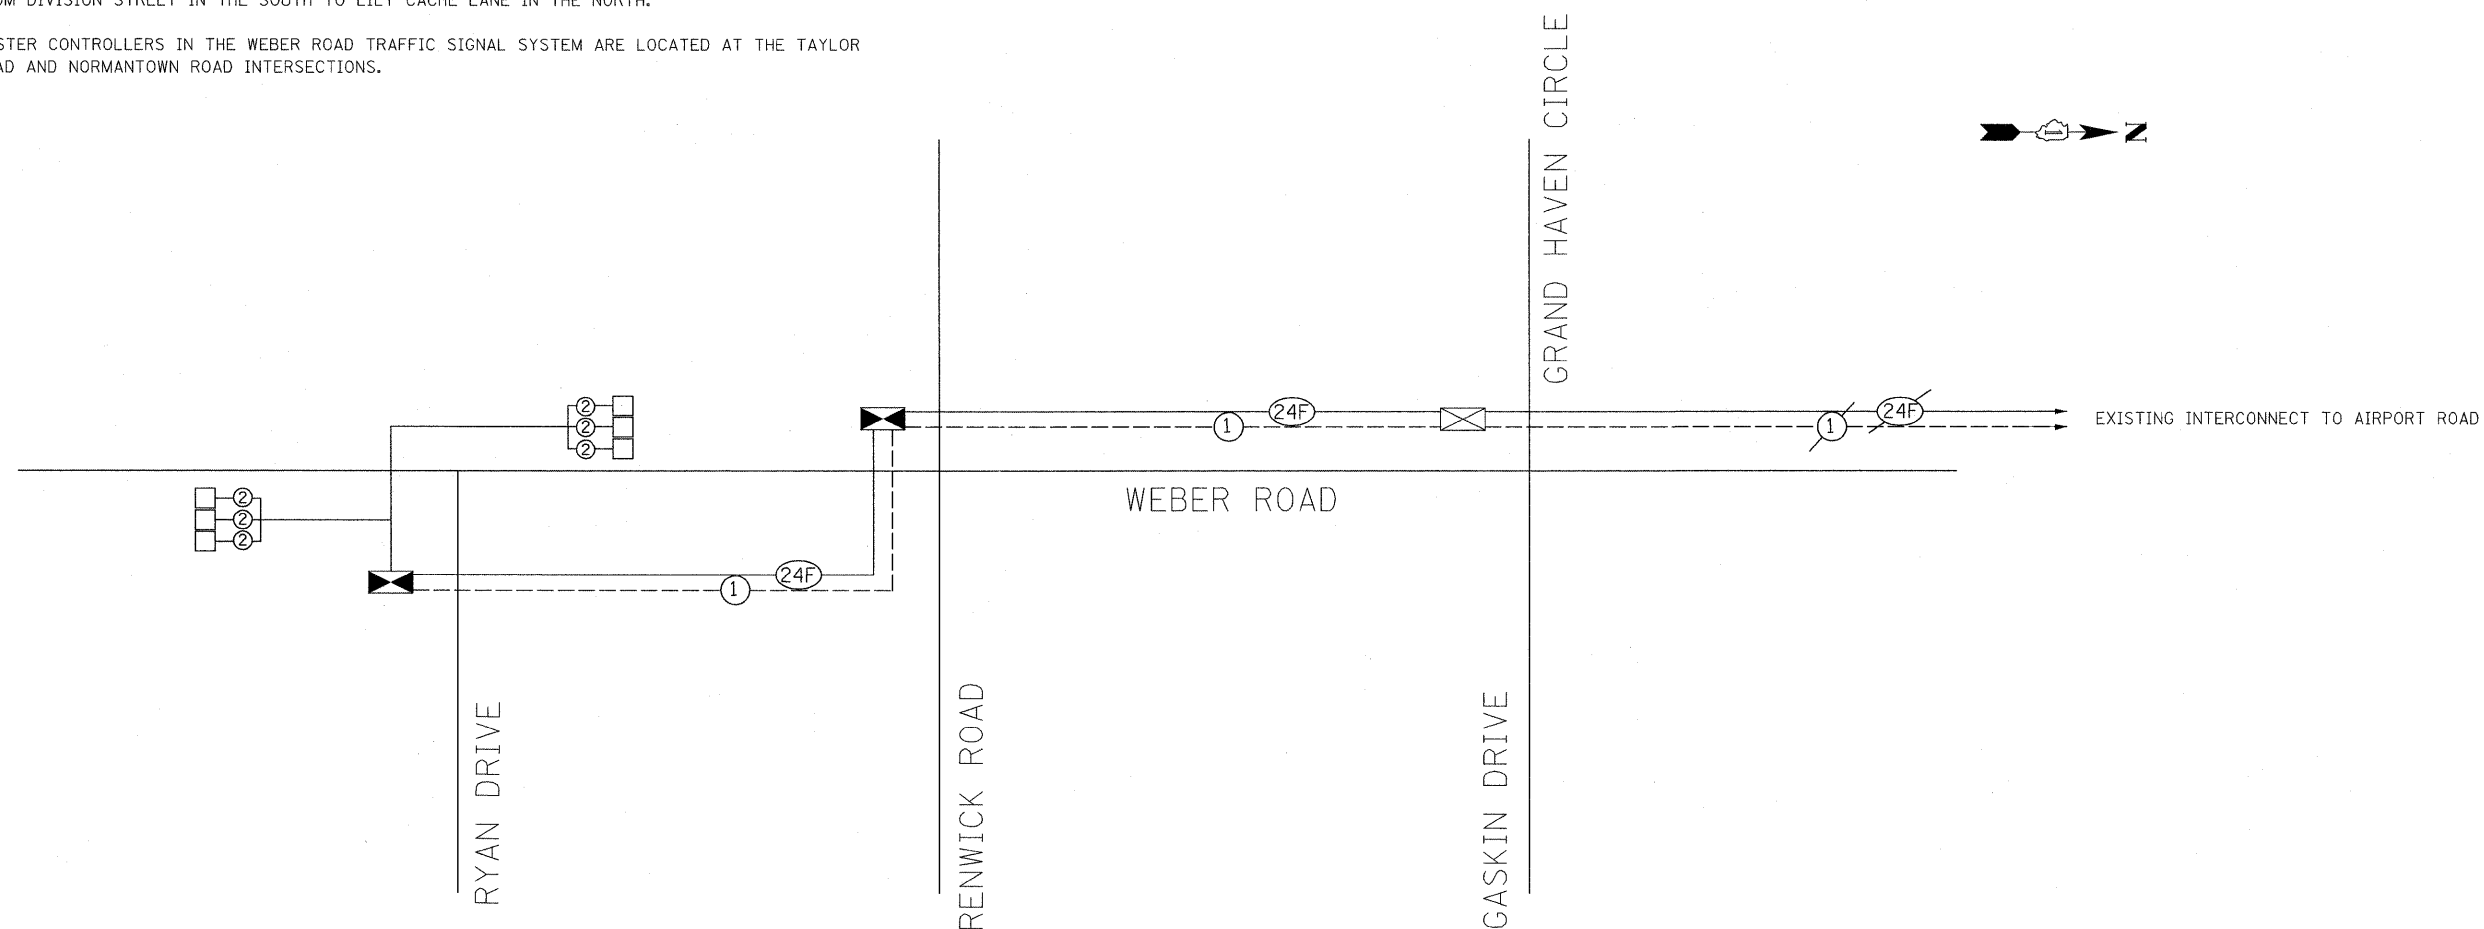 DIVISION STREET IN THE SOUTH TO LILY CACHE LANE IN THE NORTH.
CONTROLLERS IN THE WEBER ROAD TRAFFIC SIGNAL SYSTEM ARE LOCATED AT THE TAYLOR
AND NORMANTOWN ROAD INTERSECTIONS.
GRAND HAVEN CIRCLE
N
2
2
2
24F
1
24F
1
EXISTING INTERCONNECT TO AIRPORT ROAD
WEBER ROAD
2
2
2
24F
1
RYAN DRIVE
RENWICK ROAD
GASKIN DRIVE